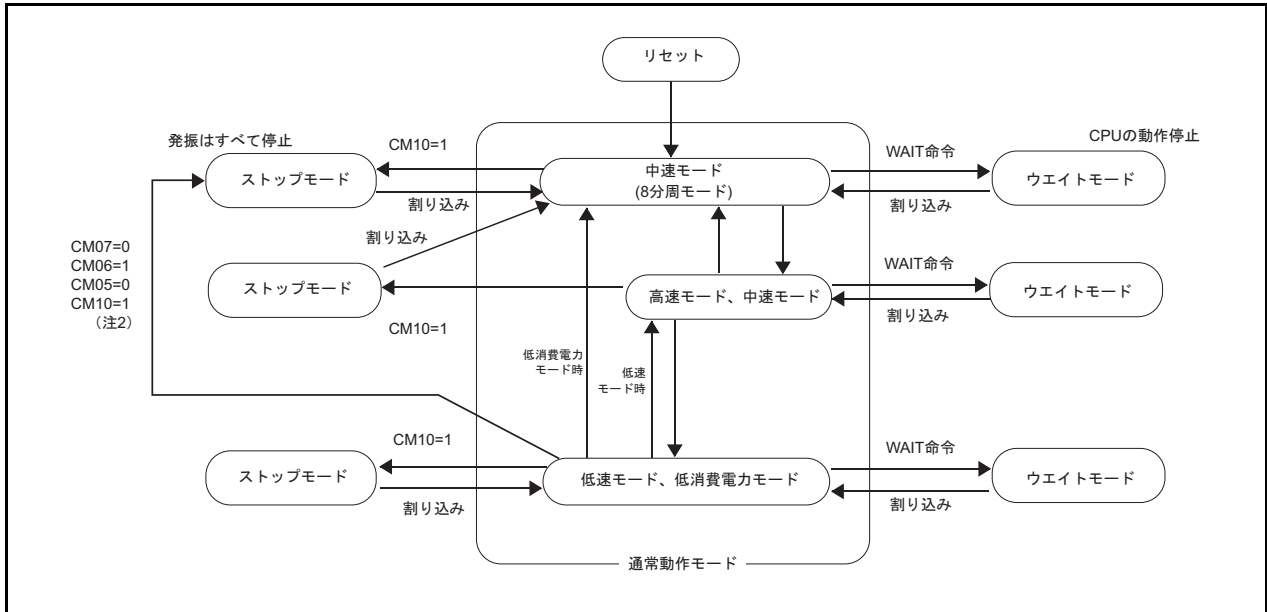 リセット
発振はすべて停止
CM10=1
WAIT命令
CPUの動作停止
ストップモード
中速モード
(8分周モード)
ウエイトモード
割り込み
割り込み
割り込み
CM07=0
CM06=1
CM05=0
CM10=1
（注2）
ストップモード
高速モード、中速モード
WAIT命令
ウエイトモード
割り込み
CM10=1
低消費電力
モード時
低速
モード時
CM10=1
WAIT命令
ストップモード
低速モード、低消費電力モード
ウエイトモード
割り込み
割り込み
通常動作モード